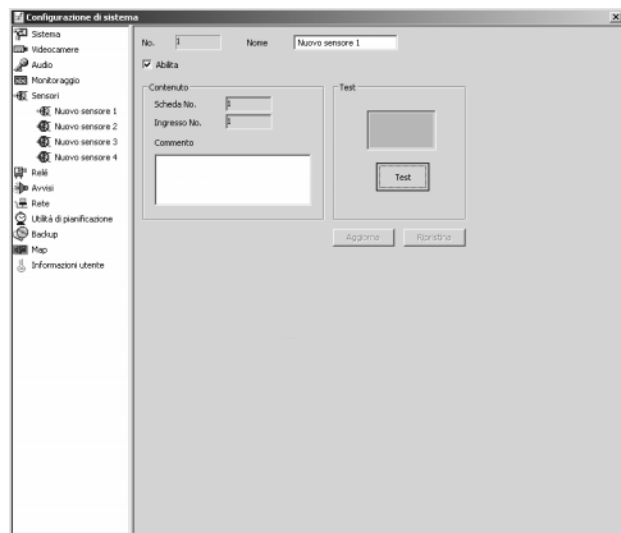 Configurazione di sistema
Sistema
Videocamere
Audio
Monitoraggio
Sensori
Nuovo sensore 1
Nuovo sensore 2
Nuovo sensore 3
Nuovo sensore 4
Relé
Avvisi
Rete
Utilità di pianificazione
Backup
Map
Informazioni utente
No. 1 Nome Nuovo sensore 1
Abilita
Contenuto
Scheda No. 1
Ingresso No. 1
Commento
Test
Test
Aggiorna Ripristina